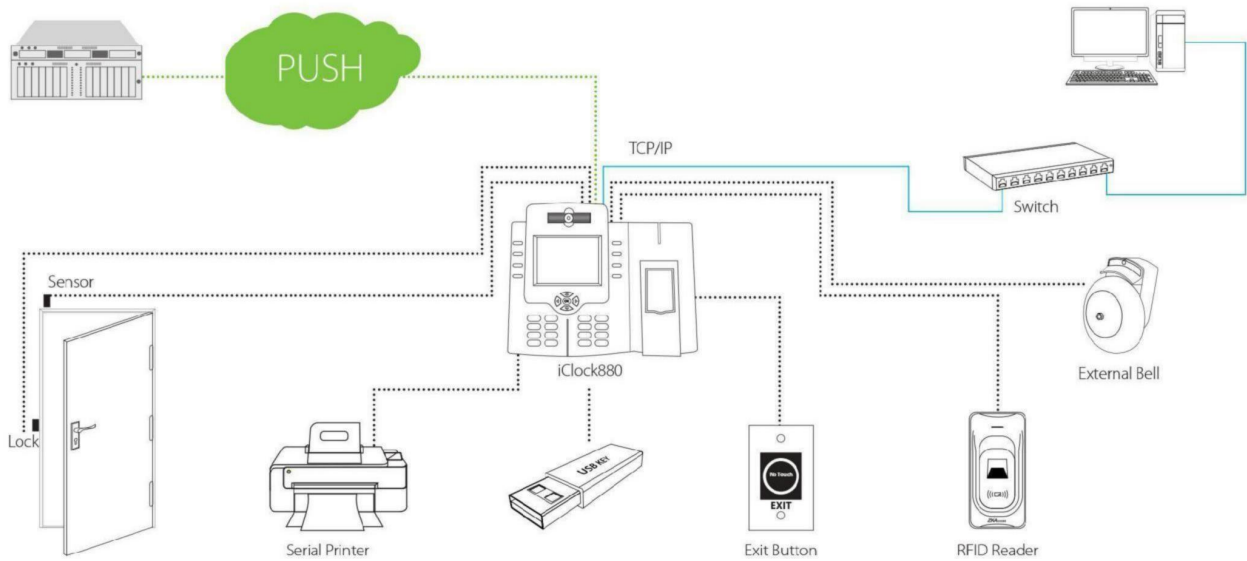 PUSH
TCP/IP
Switch
Sensor
iClock880
External Bell
Lock
USB KEY
No Touch
EXIT
Serial Printer
Exit Button
RFID Reader